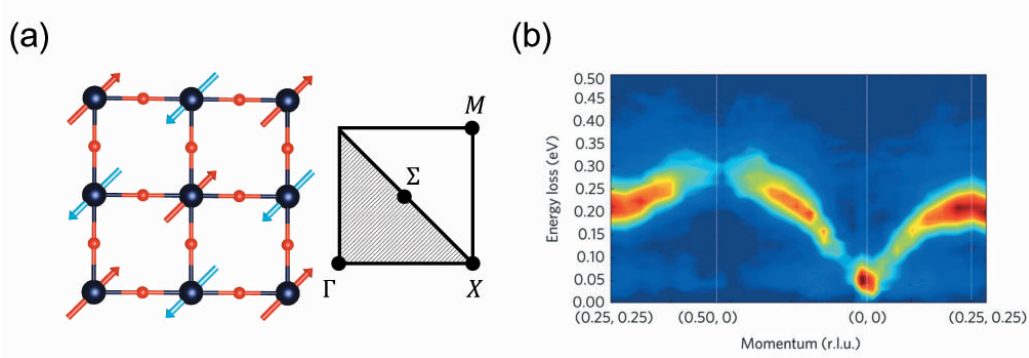 (a)
M
Σ
Γ
X
(b)
Energy loss (eV)
0.50
0.45
0.40
0.35
0.30
0.25
0.20
0.15
0.10
0.05
0.00
(0.25, 0.25) (0.50, 0) (0, 0) (0.25, 0.25)
Momentum (r.l.u.)